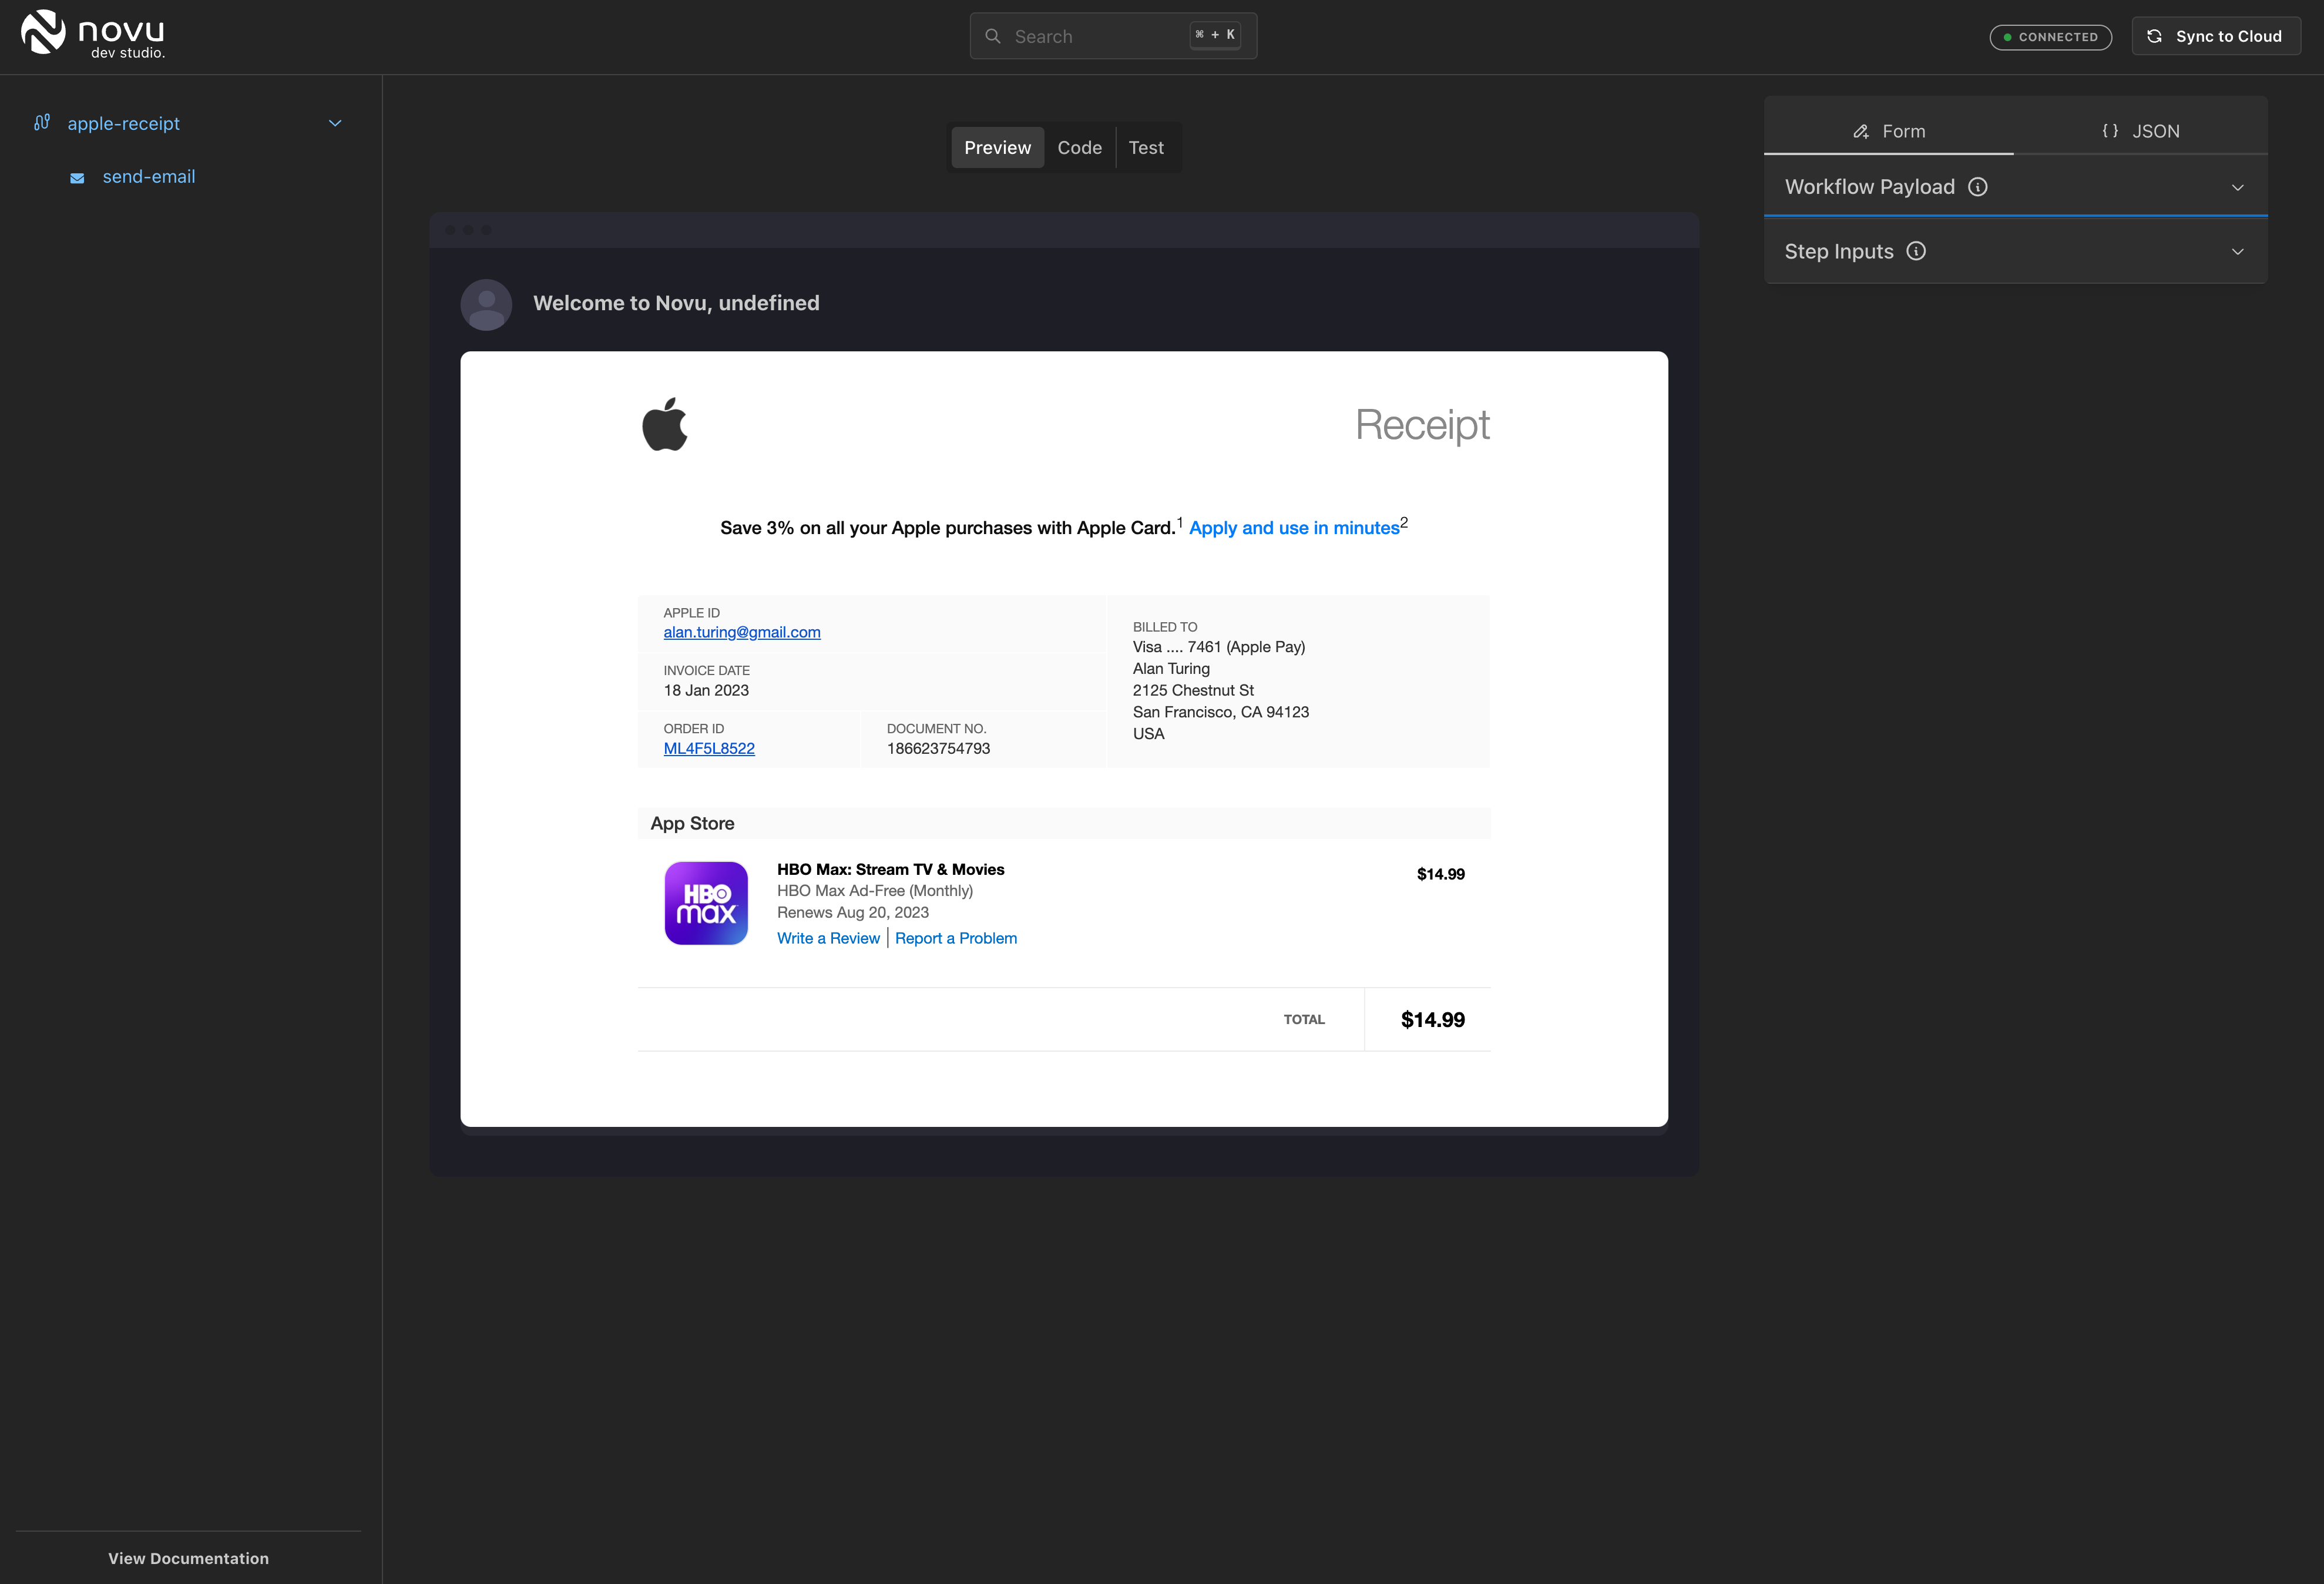 novu
dev studio.
Search
⌘ + K
CONNECTED
Sync to Cloud
apple-receipt
send-email
Preview
Code
Test
Form
{ } JSON
Workflow Payload
Step Inputs
Welcome to Novu, undefined
Receipt
Save 3% on all your Apple purchases with Apple Card.1 Apply and use in minutes2
APPLE ID
alan.turing@gmail.com
INVOICE DATE
18 Jan 2023
ORDER ID
ML4F5L8522
DOCUMENT NO.
186623754793
BILLED TO
Visa .... 7461 (Apple Pay)
Alan Turing
2125 Chestnut St
San Francisco, CA 94123
USA
App Store
HBO
max
HBO Max: Stream TV & Movies
HBO Max Ad-Free (Monthly)
Renews Aug 20, 2023
Write a Review | Report a Problem
$14.99
TOTAL
$14.99
View Documentation